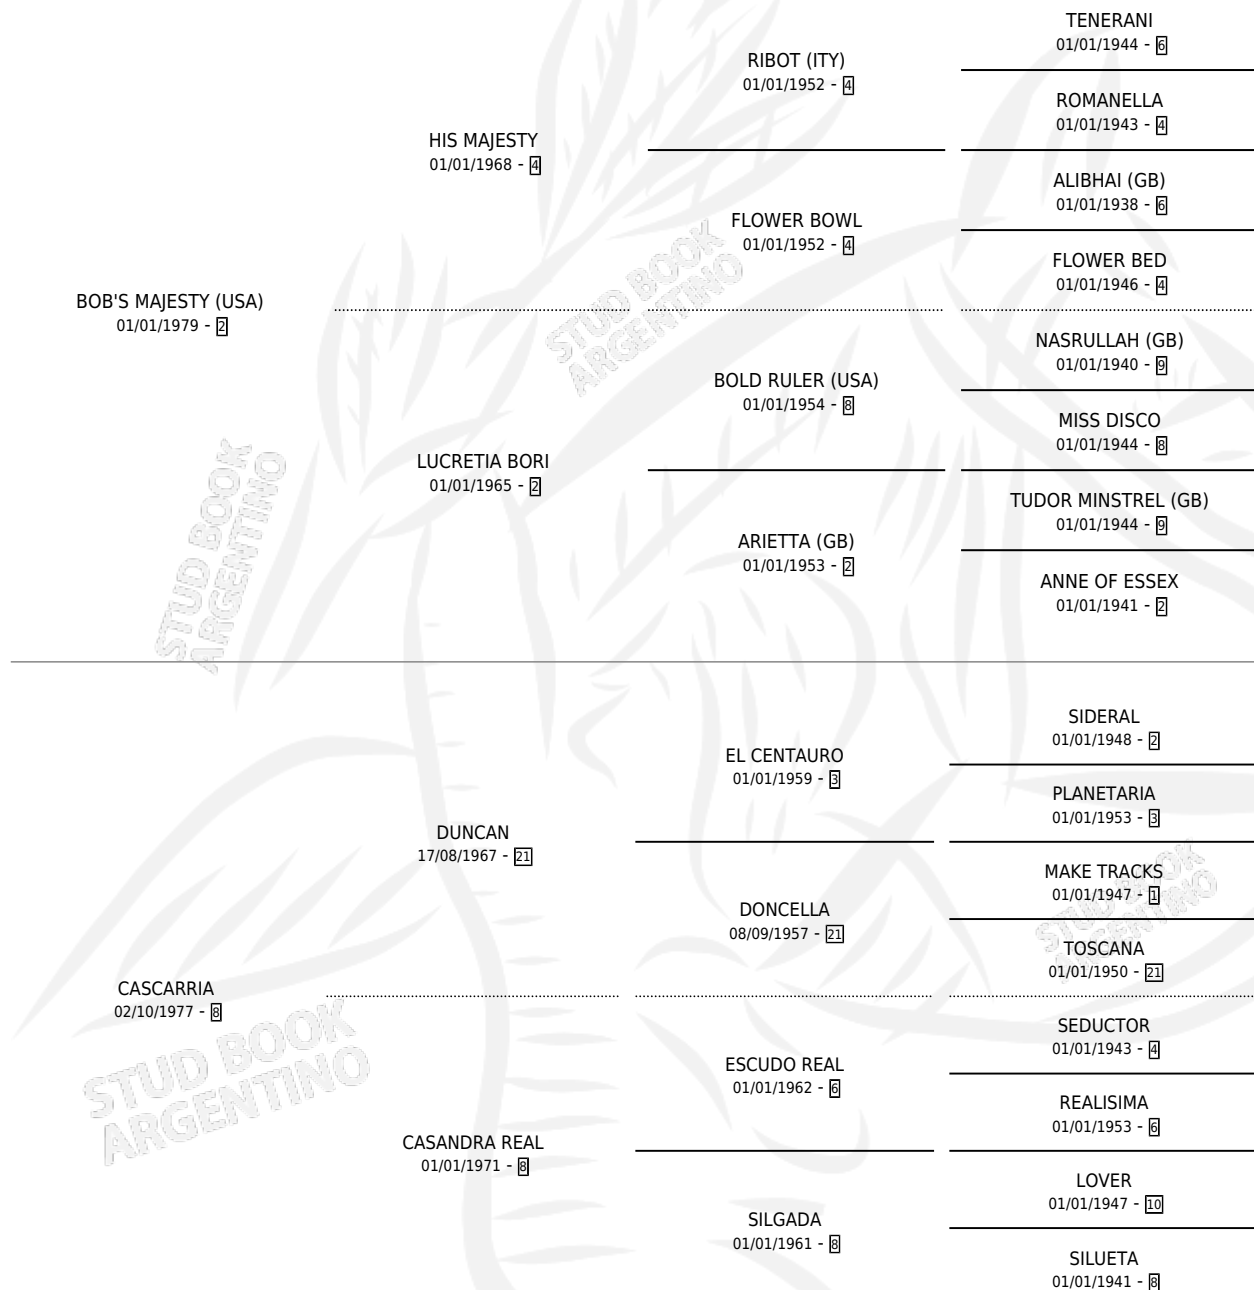 TENERANI
01/01/1944 - 6
RIBOT (ITY)
01/01/1952 - 4
ROMANELLA
01/01/1943 - 4
HIS MAJESTY
01/01/1968 - 4
ALIBHAI (GB)
01/01/1938 - 6
FLOWER BOWL
01/01/1952 - 4
FLOWER BED
01/01/1946 - 4
BOB'S MAJESTY (USA)
01/01/1979 - 2
NASRULLAH (GB)
01/01/1940 - 9
BOLD RULER (USA)
01/01/1954 - 8
MISS DISCO
01/01/1944 - 8
LUCRETIA BORI
01/01/1965 - 2
TUDOR MINSTREL (GB)
01/01/1944 - 9
ARIETTA (GB)
01/01/1953 - 2
ANNE OF ESSEX
01/01/1941 - 2
SIDERAL
01/01/1948 - 2
EL CENTAURO
01/01/1959 - 3
PLANETARIA
01/01/1953 - 3
DUNCAN
17/08/1967 - 21
MAKE TRACKS
01/01/1947 - 1
DONCELLA
08/09/1957 - 21
TOSCANA
01/01/1950 - 21
CASCARRIA
02/10/1977 - 8
SEDUCTOR
01/01/1943 - 4
ESCUDO REAL
01/01/1962 - 6
REALISIMA
01/01/1953 - 6
CASANDRA REAL
01/01/1971 - 8
LOVER
01/01/1947 - 10
SILGADA
01/01/1961 - 8
SILUETA
01/01/1941 - 8
STUD BOOK
ARGENTINO
STUD BOOK
ARGENTINO
STUD BOOK
ARGENTINO
STUD BOOK
ARGENTINO